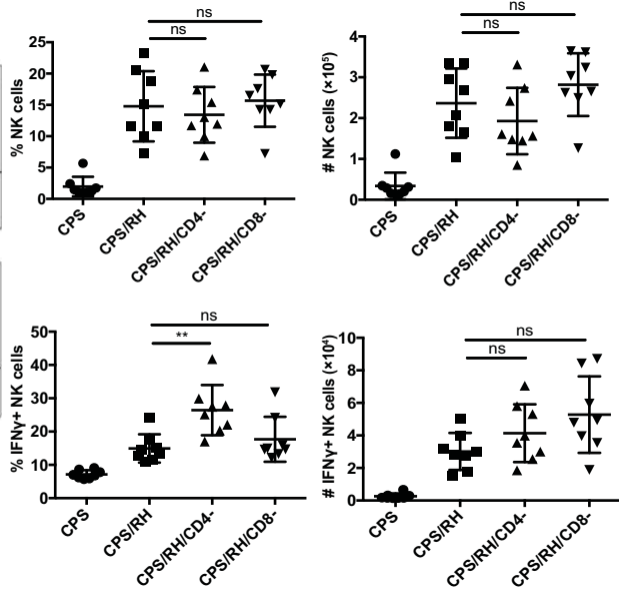 ns
ns
25
20
15
10
5
0
% NK cells
CPS
CPS/RH
CPS/RH/CD4-
CPS/RH/CD8-
ns
ns
4
3
2
1
0
# NK cells (×10⁵)
CPS
CPS/RH
CPS/RH/CD4-
CPS/RH/CD8-
ns
**
50
40
30
20
10
0
% IFNγ+ NK cells
CPS
CPS/RH
CPS/RH/CD4-
CPS/RH/CD8-
ns
ns
10
8
6
4
2
0
# IFNγ+ NK cells (×10⁴)
CPS
CPS/RH
CPS/RH/CD4-
CPS/RH/CD8-